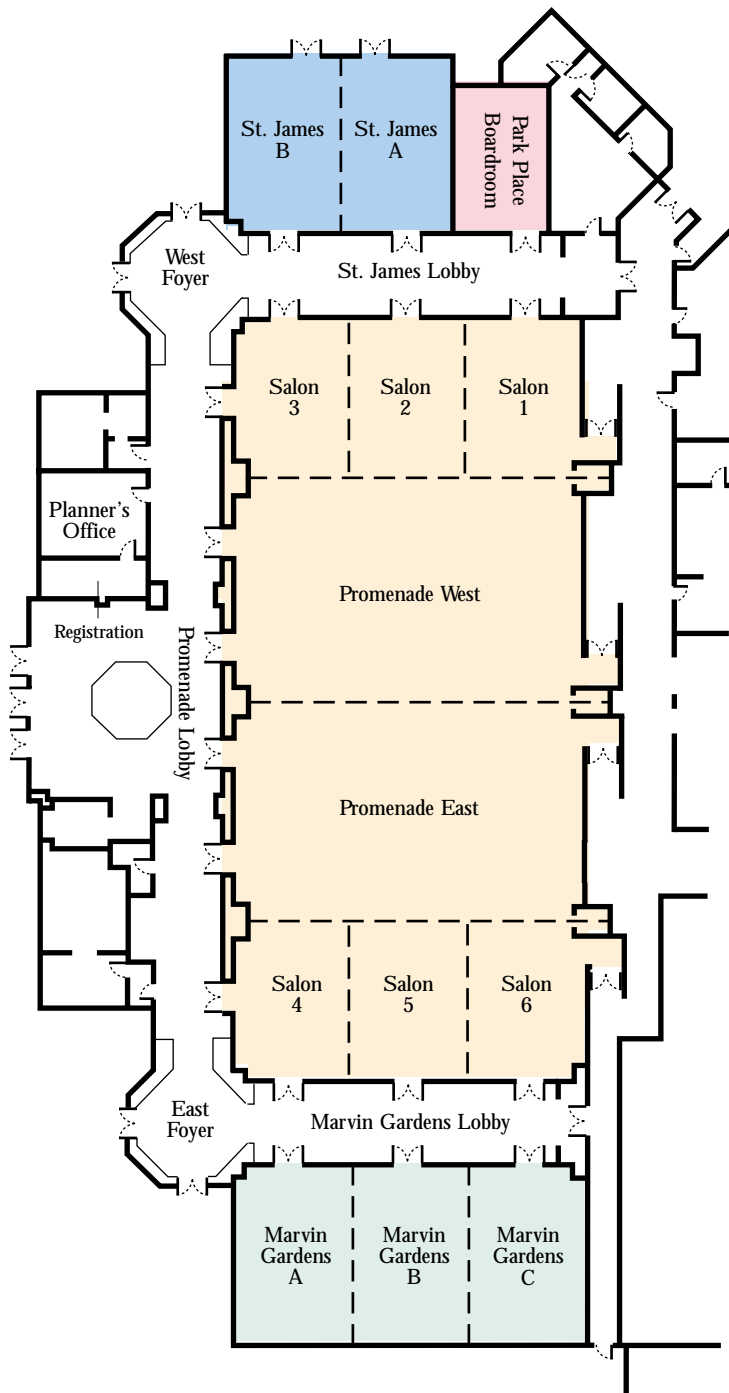 St. James
B
St. James
A
Park Place
Boardroom
West
Foyer
St. James Lobby
Salon
3
Salon
2
Salon
1
Planner's
Office
Promenade West
Registration
Promenade Lobby
Promenade East
Salon
4
Salon
5
Salon
6
East
Foyer
Marvin Gardens Lobby
Marvin
Gardens
A
Marvin
Gardens
B
Marvin
Gardens
C